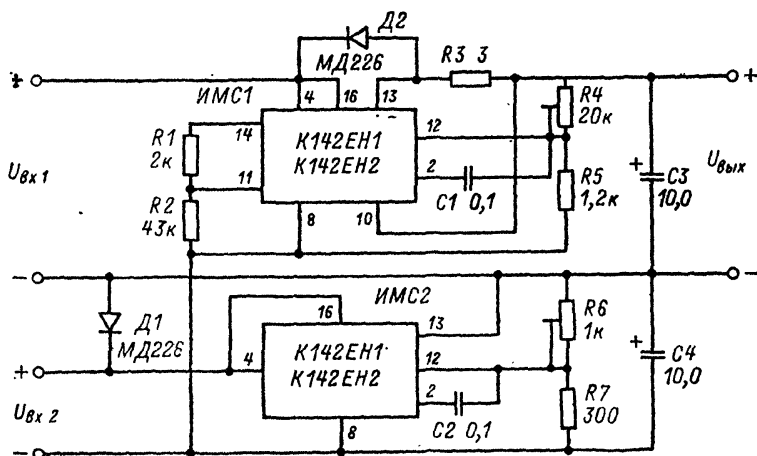 Д2
МД226
R3 3
+
+
ИМС1
4
16
13
R4
20к
14
R1
2к
К142ЕН1
К142ЕН2
12
2
C1 0,1
R5
1,2к
+
C3
10,0
Uвх 1
Uвых
11
R2
43к
8
10
−
−
ИМС2
16
13
R6
1к
Д1
МД226
К142ЕН1
К142ЕН2
12
+
4
2
+
C4
10,0
C2 0,1
R7
300
Uвх 2
8
−